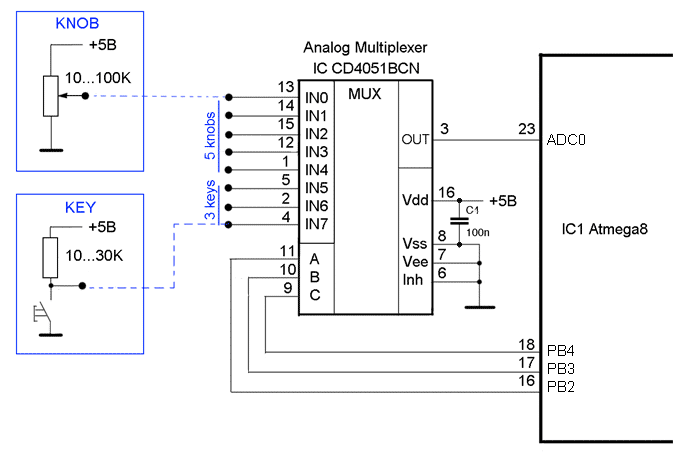 KNOB
+5B
10...100K
KEY
+5B
10...30K
5 knobs
3 keys
Analog Multiplexer
IC CD4051BCN
MUX
13 IN0
14 IN1
15 IN2
12 IN3
1 IN4
5 IN5
2 IN6
4 IN7
11 A
10 B
9 C
OUT 3
Vdd 16 +5B
C1
100n
Vss 8
Vee 7
Inh 6
23 ADC0
IC1 Atmega8
18 PB4
17 PB3
16 PB2